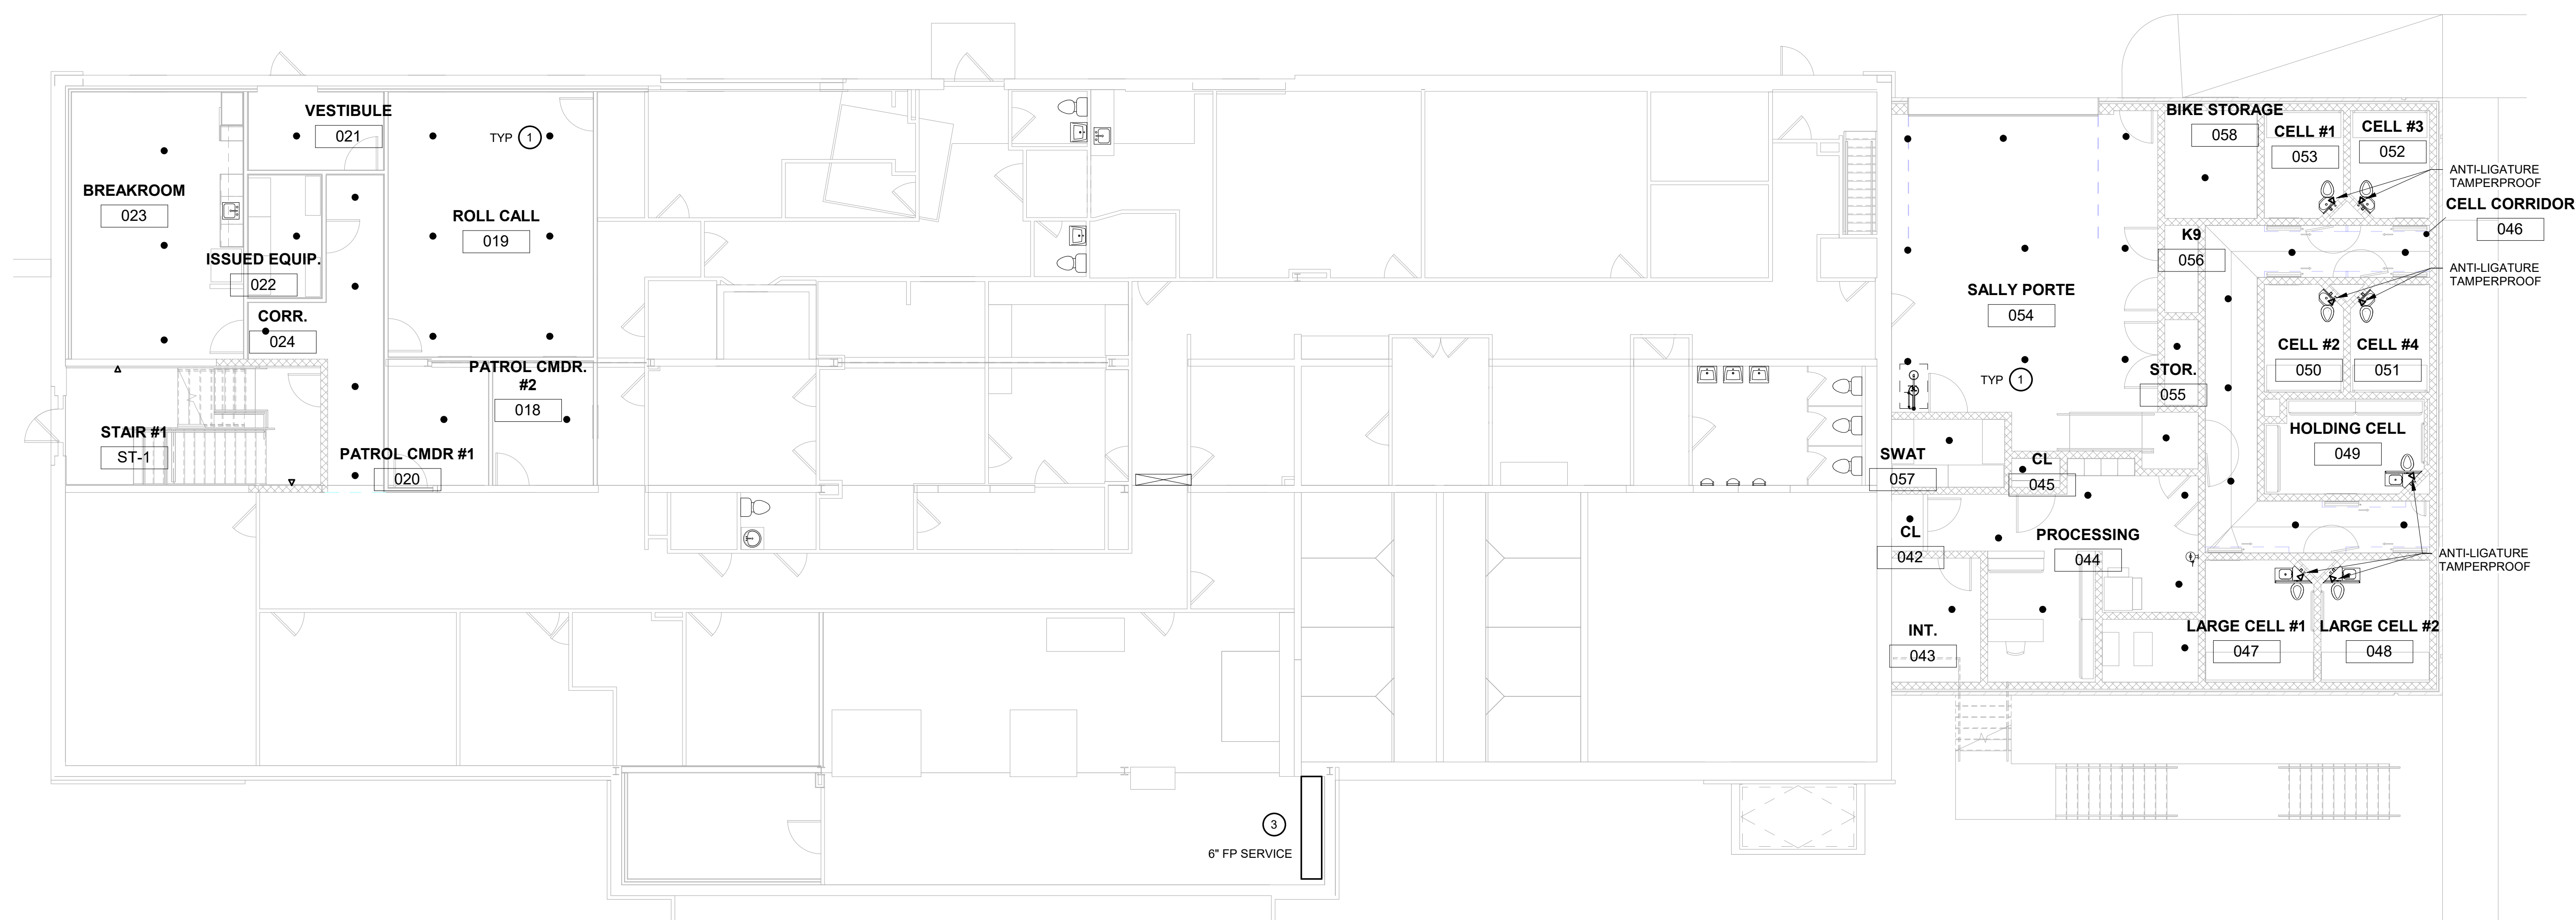 VESTIBULE
021
BREAKROOM
023
ISSUED EQUIP.
022
CORR.
024
STAIR #1
ST-1
TYP 1
ROLL CALL
019
PATROL CMDR.
#2
018
PATROL CMDR #1
020
3
6" FP SERVICE
BIKE STORAGE
058
CELL #1
053
CELL #3
052
ANTI-LIGATURE
TAMPERPROOF
CELL CORRIDOR
046
K9
056
ANTI-LIGATURE
TAMPERPROOF
SALLY PORTE
054
TYP 1
STOR.
055
CELL #2
050
CELL #4
051
HOLDING CELL
049
SWAT
057
CL
045
CL
042
PROCESSING
044
ANTI-LIGATURE
TAMPERPROOF
INT.
043
LARGE CELL #1
047
LARGE CELL #2
048